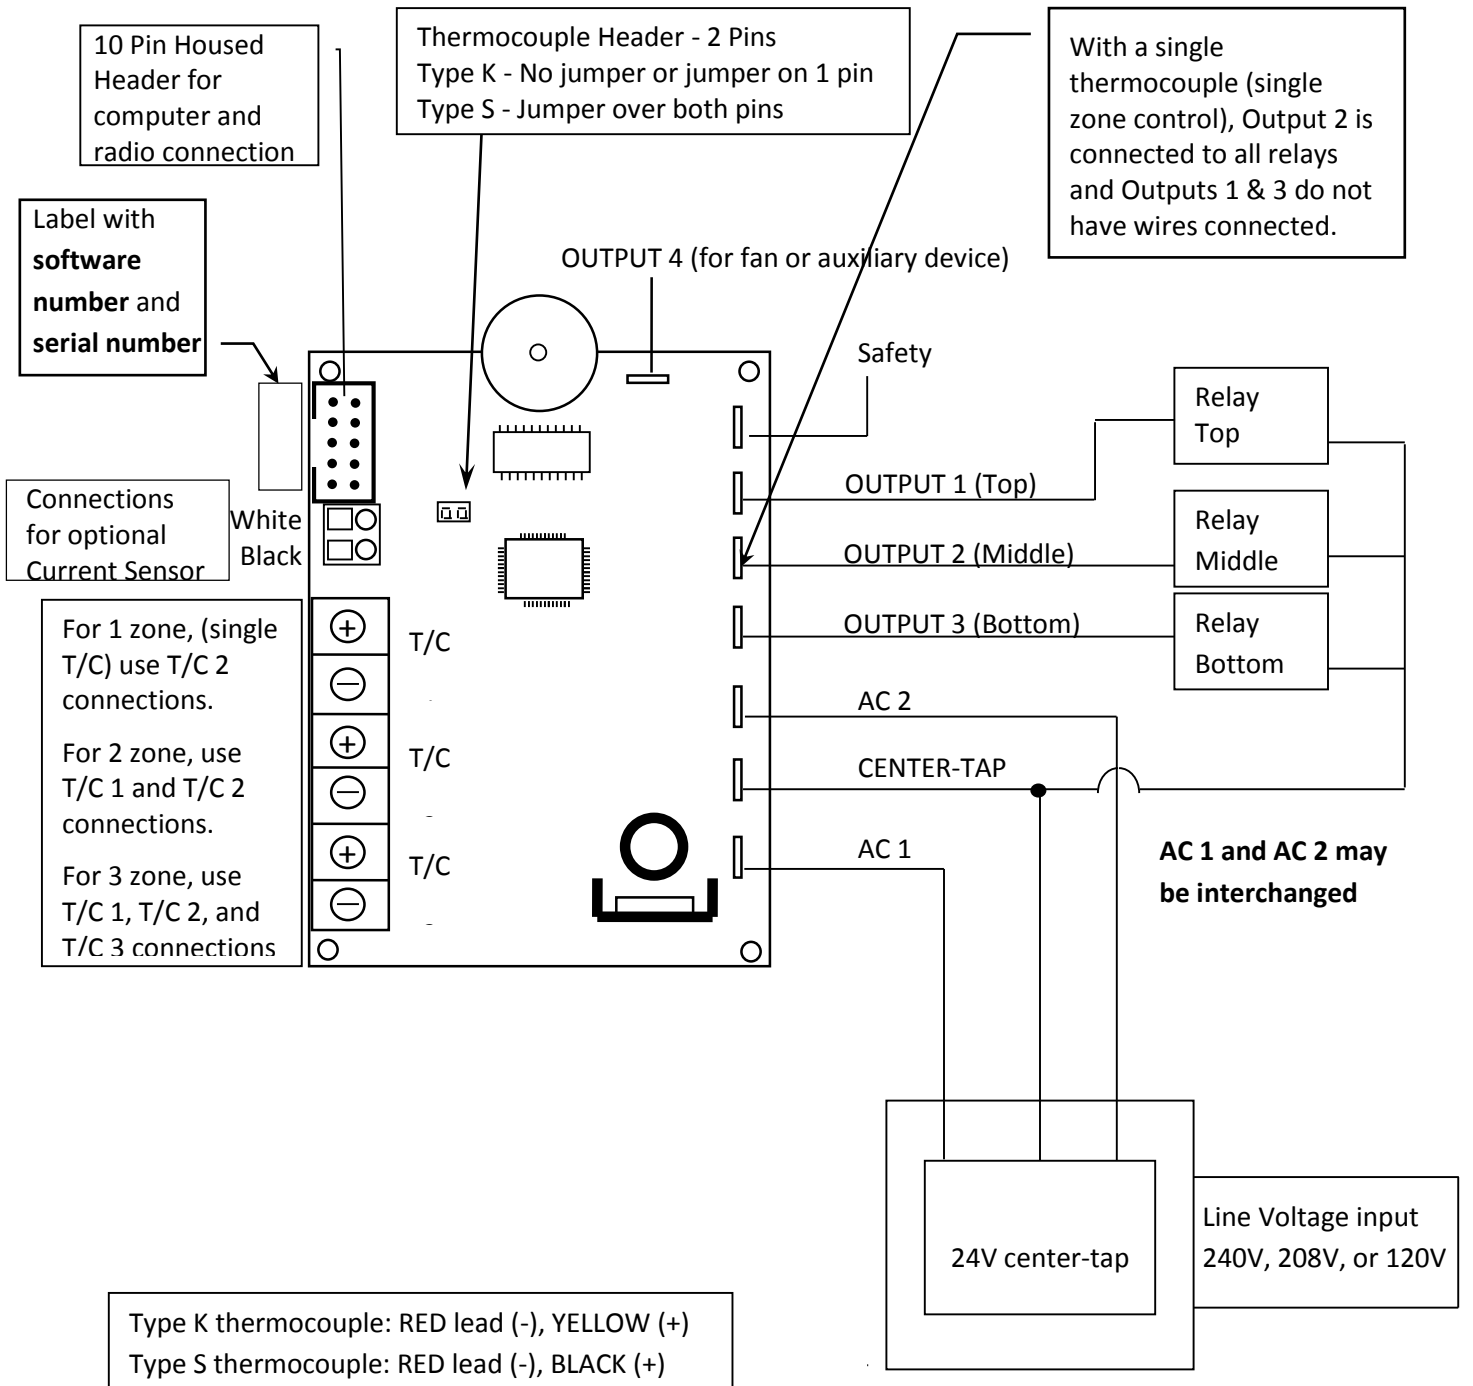 10 Pin Housed
Header for
computer and
radio connection
Thermocouple Header - 2 Pins
Type K - No jumper or jumper on 1 pin
Type S - Jumper over both pins
With a single
thermocouple (single
zone control), Output 2 is
connected to all relays
and Outputs 1 & 3 do not
have wires connected.
Label with
software
number and
serial number
OUTPUT 4 (for fan or auxiliary device)
Safety
Relay
Top
OUTPUT 1 (Top)
Connections
for optional
Current Sensor
White
Black
Relay
Middle
OUTPUT 2 (Middle)
For 1 zone, (single
T/C) use T/C 2
connections.
For 2 zone, use
T/C 1 and T/C 2
connections.
For 3 zone, use
T/C 1, T/C 2, and
T/C 3 connections
+
−
+
−
+
−
T/C
T/C
T/C
OUTPUT 3 (Bottom)
Relay
Bottom
AC 2
CENTER-TAP
AC 1
AC 1 and AC 2 may
be interchanged
24V center-tap
Line Voltage input
240V, 208V, or 120V
Type K thermocouple: RED lead (-), YELLOW (+)
Type S thermocouple: RED lead (-), BLACK (+)